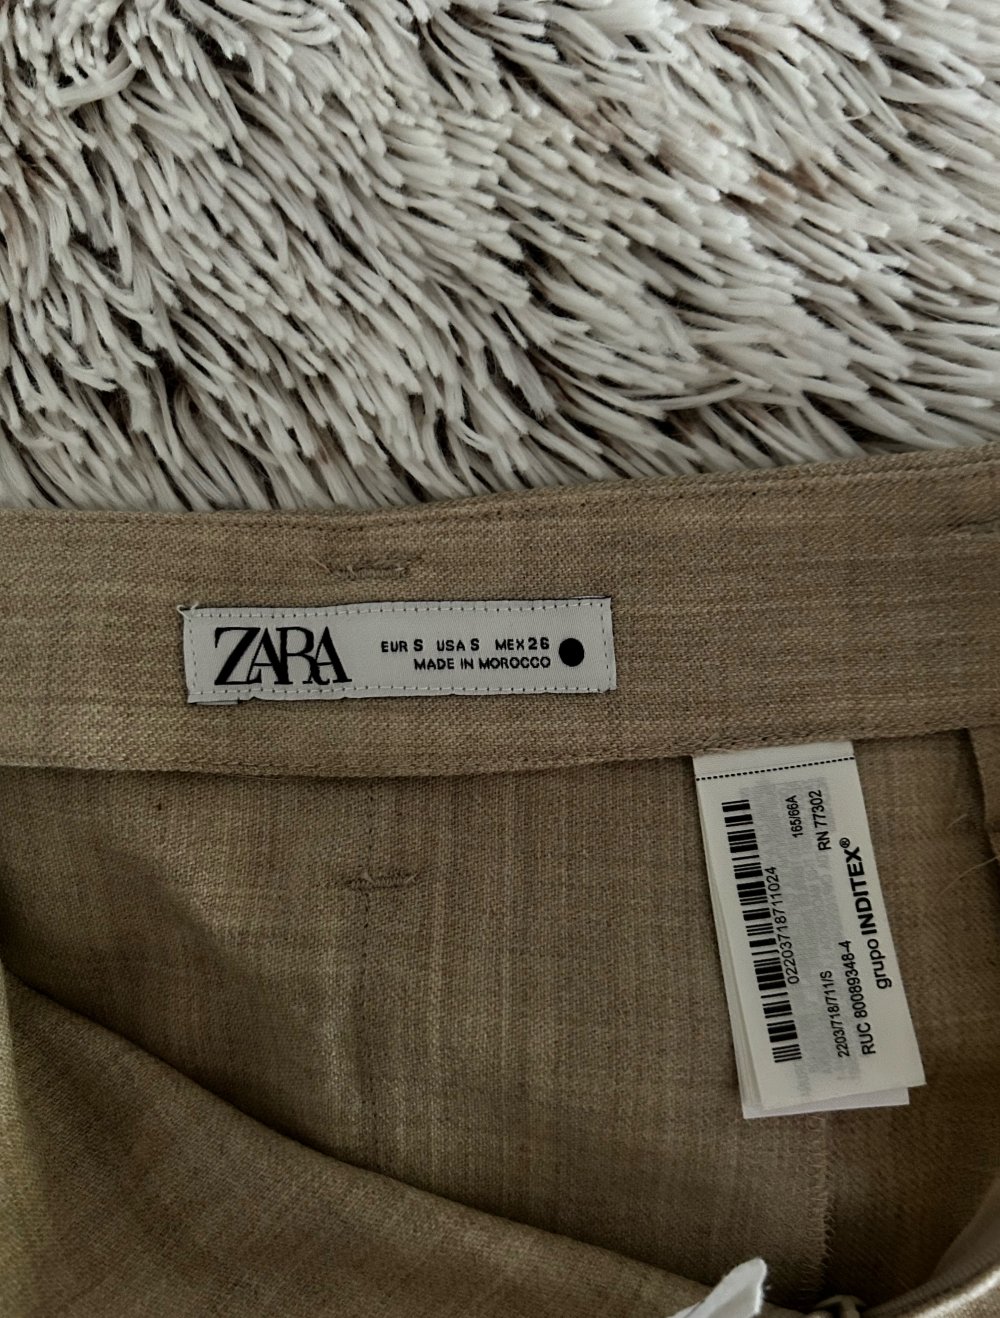 ZARA
EUR S USA S MEX 26
MADE IN MOROCCO
02203718711024
165/66A
2203/718/711/S
RN 77302
RUC 80089348-4
grupo INDITEX®